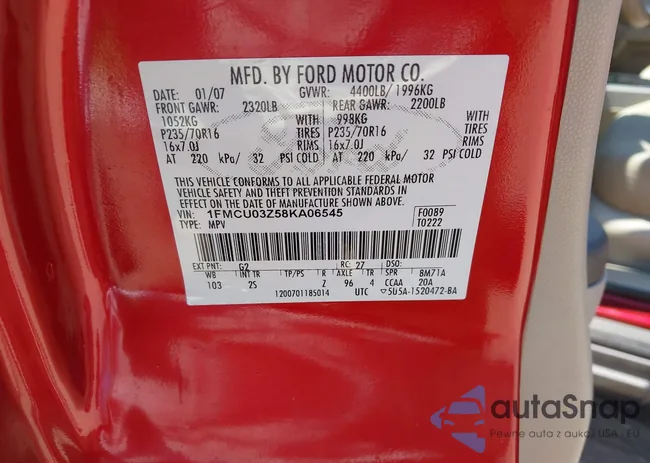 MFD. BY FORD MOTOR CO.
DATE: 01/07 GVWR: 4400LB/ 1996KG
FRONT GAWR: 2320LB REAR GAWR: 2200LB
1052KG WITH 998KG WITH
P235/70R16 TIRES P235/70R16 TIRES
16x7.0J RIMS 16x7.0J RIMS
AT 220 kPa/ 32 PSI COLD AT 220 kPa/ 32 PSI COLD
THIS VEHICLE CONFORMS TO ALL APPLICABLE FEDERAL MOTOR
VEHICLE SAFETY AND THEFT PREVENTION STANDARDS IN
EFFECT ON THE DATE OF MANUFACTURE SHOWN ABOVE.
VIN: 1FMCU03Z58KA06545 F0089
TYPE: MPV T0222
EXT PNT: G2 RC: 27 DSO:
WB INT TR TP/PS R AXLE TR SPR BM71A
103 2S Z 96 4 CCAA 20A
1200701185014 UTC ▽5U5A-1520472-BA
autaSnap
Pewne auta z aukcji USA i EU